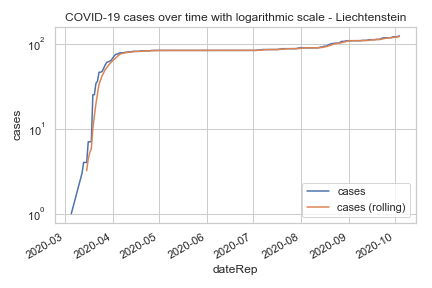 COVID-19 cases over time with logarithmic scale - Liechtenstein
10²
10¹
10⁰
cases
cases
cases (rolling)
2020-03
2020-04
2020-05
2020-06
2020-07
2020-08
2020-09
2020-10
dateRep